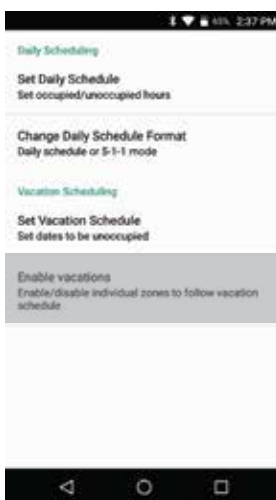 61% 2:37 PM
Daily Scheduling
Set Daily Schedule
Set occupied/unoccupied hours
Change Daily Schedule Format
Daily schedule or 5-1-1 mode
Vacation Scheduling
Set Vacation Schedule
Set dates to be unoccupied
Enable vacations
Enable/disable individual zones to follow vacation
schedule